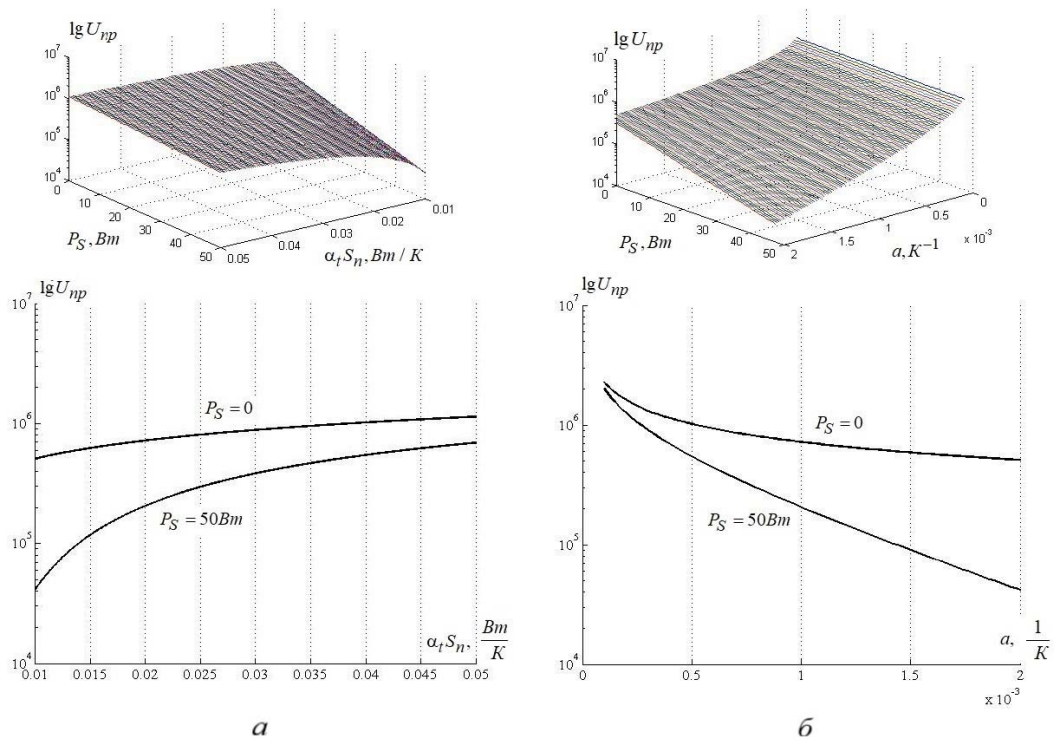 lg U_пр
10^7
10^6
10^5
10^4
0
10
20
30
40
50
P_S, Вт
0.05
0.04
0.03
0.02
0.01
α_t S_n, Вт / К
lg U_пр
10^7
10^6
10^5
10^4
0
10
20
30
40
50
P_S, Вт
2
1.5
1
0.5
0
x 10^-3
a, K^-1
lg U_пр
10^7
10^6
10^5
10^4
P_S = 0
P_S = 50Вт
α_t S_n, Вт/К
0.01 0.015 0.02 0.025 0.03 0.035 0.04 0.045 0.05
а
lg U_пр
10^7
10^6
10^5
10^4
P_S = 0
P_S = 50Вт
a, 1/К
0.5 1 1.5 2
x 10^-3
б